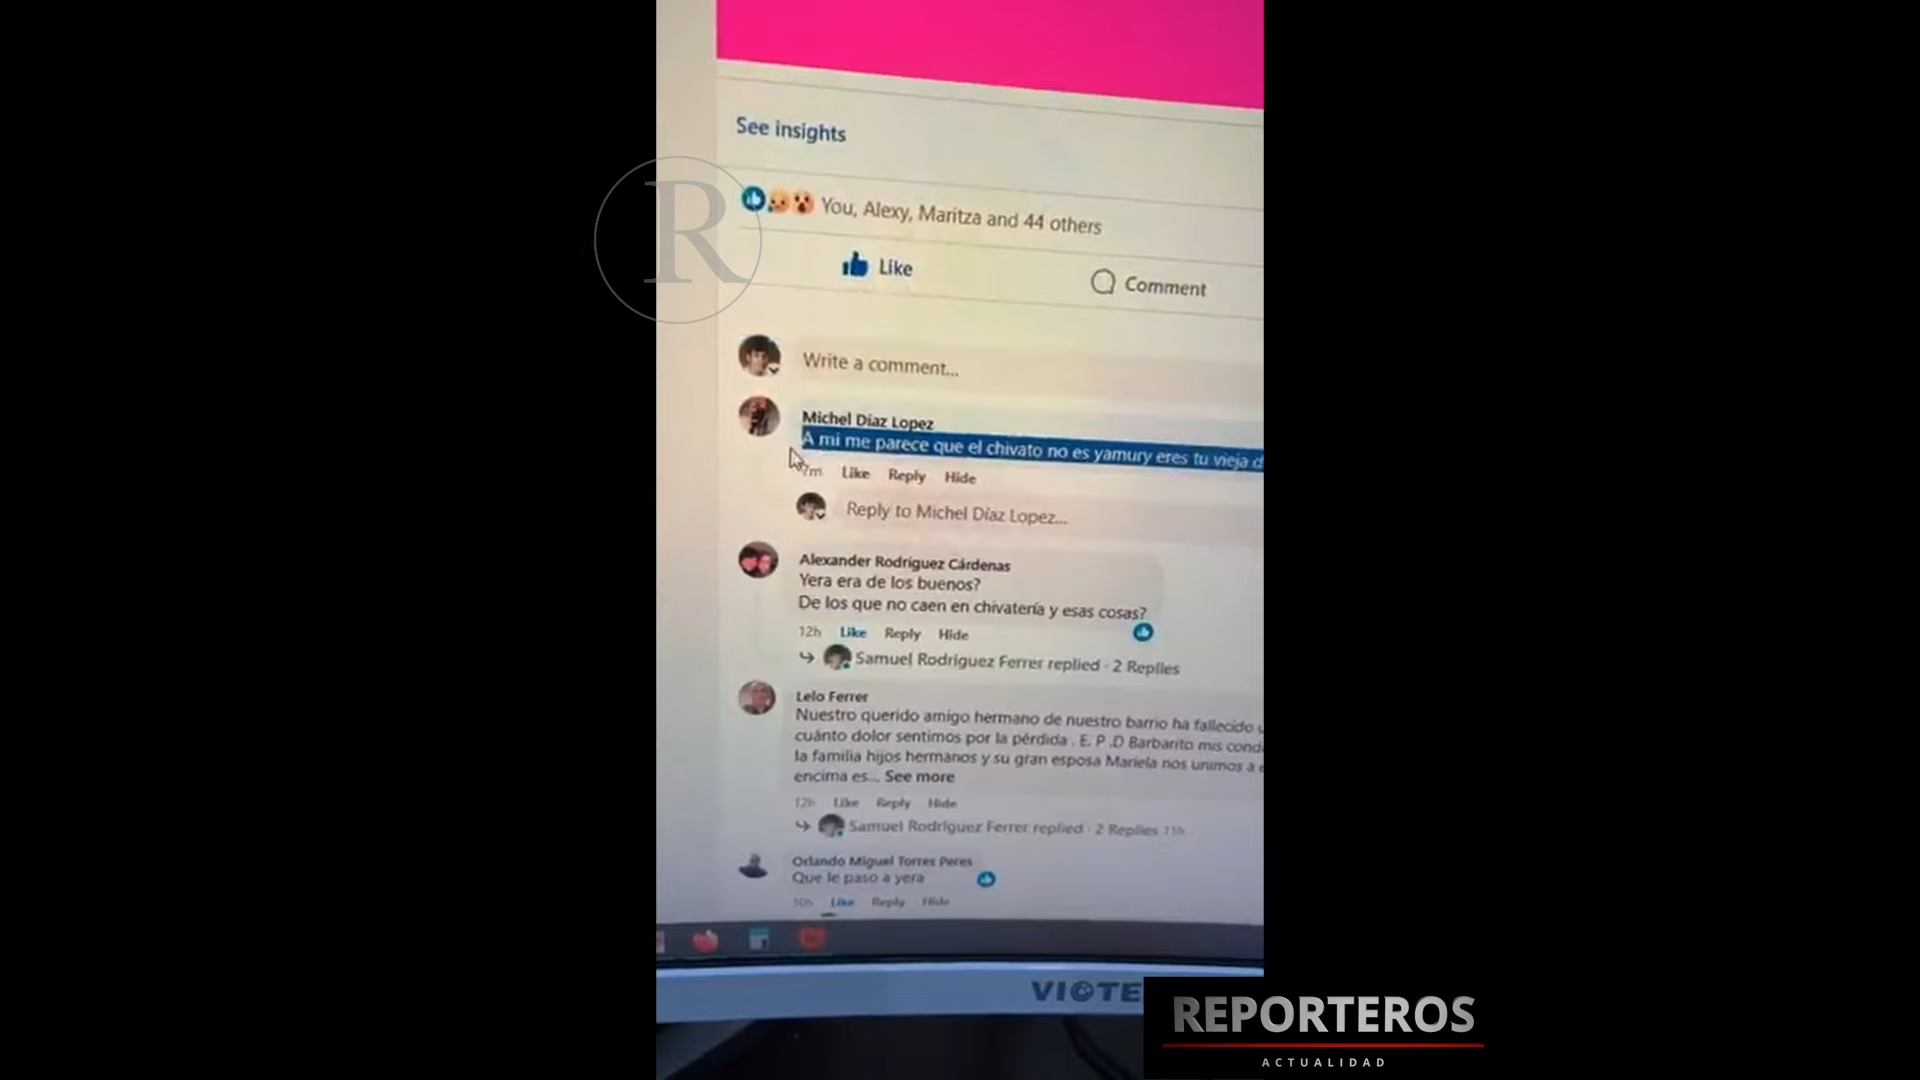 See insights
R
You, Alexy, Maritza and 44 others
Like
Comment
Write a comment...
Michel Díaz Lopez
A mi me parece que el chivato no es yamury eres tu vieja d
7m Like Reply Hide
Reply to Michel Díaz Lopez...
Alexander Rodríguez Cárdenas
Yera era de los buenos?
De los que no caen en chivatería y esas cosas?
12h Like Reply Hide
Samuel Rodríguez Ferrer replied · 2 Replies
Lelo Ferrer
Nuestro querido amigo hermano de nuestro barrio ha fallecido
cuánto dolor sentimos por la pérdida . E. P .D Barbarito mis cond
la familia hijos hermanos y su gran esposa Mariela nos unimos a
encima es... See more
12h Like Reply Hide
Samuel Rodríguez Ferrer replied · 2 Replies 11h
Orlando Miguel Torres Peres
Que le paso a yera
10h Like Reply Hide
VIOTE
REPORTEROS
ACTUALIDAD